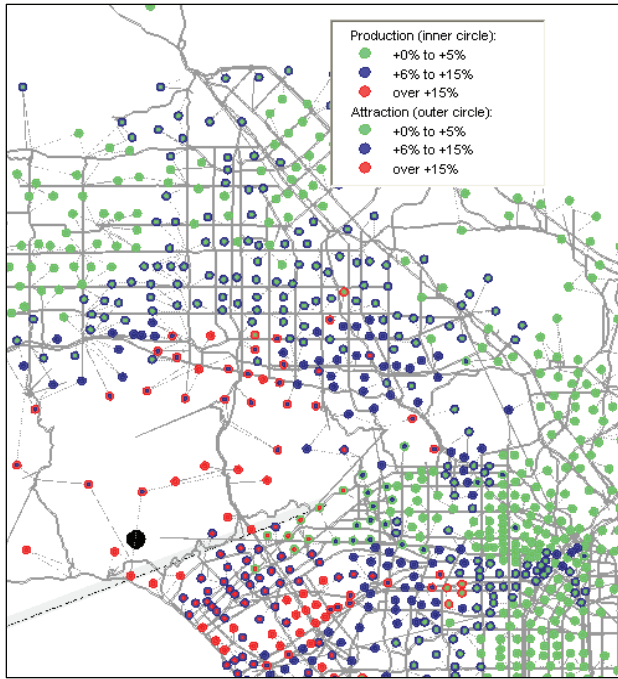 Production (inner circle):
+0% to +5%
+6% to +15%
over +15%
Attraction (outer circle):
+0% to +5%
+6% to +15%
over +15%